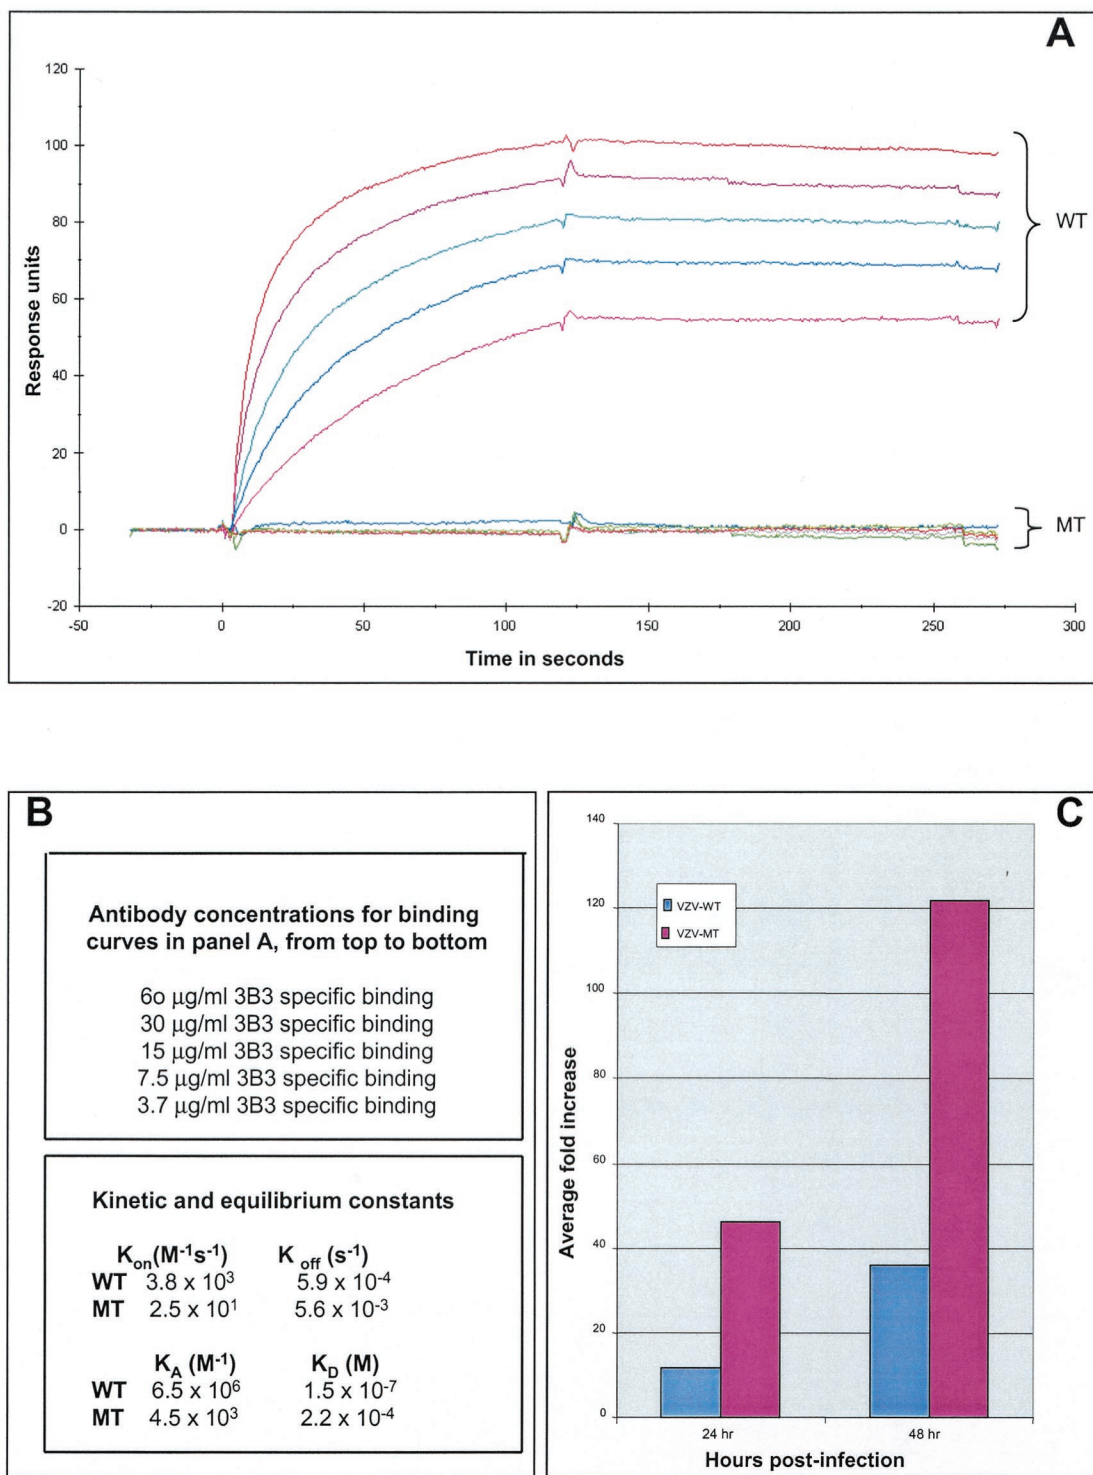 A
120
100
80
60
40
20
0
-20
-50
0
50
100
150
200
250
300
Response units
Time in seconds
WT
MT
B
Antibody concentrations for binding
curves in panel A, from top to bottom
6o μg/ml 3B3 specific binding
30 μg/ml 3B3 specific binding
15 μg/ml 3B3 specific binding
7.5 μg/ml 3B3 specific binding
3.7 μg/ml 3B3 specific binding
Kinetic and equilibrium constants
Kon(M-1s-1) K off (s-1)
WT 3.8 x 10³ 5.9 x 10-4
MT 2.5 x 10¹ 5.6 x 10-3
KA (M-1) KD (M)
WT 6.5 x 10⁶ 1.5 x 10-7
MT 4.5 x 10³ 2.2 x 10-4
C
140
120
100
80
60
40
20
0
VZV-WT
VZV-MT
Average fold increase
24 hr 48 hr
Hours post-infection